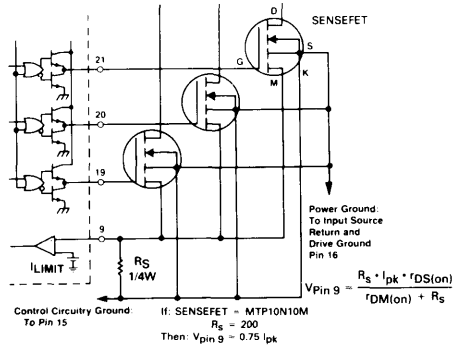 D
SENSEFET
S
G
K
M
21
20
19
9
Power Ground:
To Input Source
Return and
Drive Ground
Pin 16
ILIMIT
RS
1/4W
VPin 9 = RS • Ipk • rDS(on) / rDM(on) + RS
Control Circuitry Ground:
To Pin 15
If: SENSEFET = MTP10N10M
RS = 200
Then: Vpin 9 = 0.75 Ipk